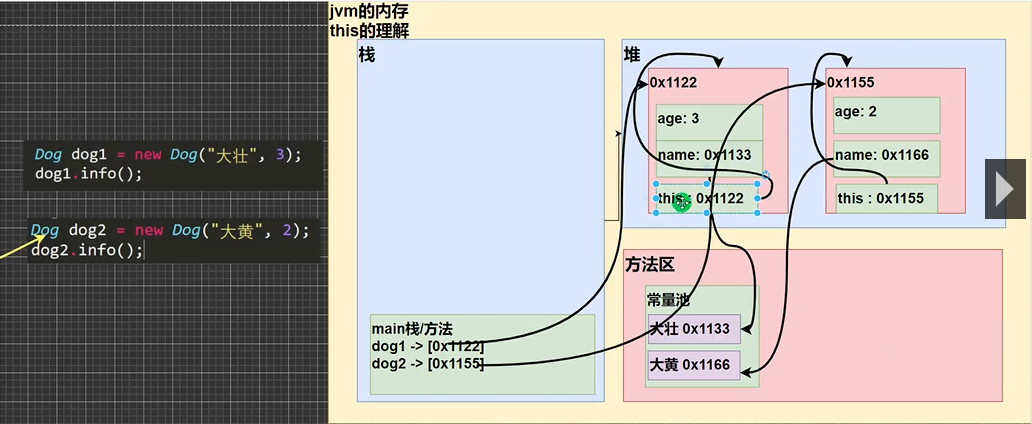 Dog dog1 = new Dog("大壮", 3);
dog1.info();
Dog dog2 = new Dog("大黄", 2);
dog2.info();
jvm的内存
this的理解
栈
main栈/方法
dog1 -> [0x1122]
dog2 -> [0x1155]
堆
0x1122
age: 3
name: 0x1133
this : 0x1122
0x1155
age: 2
name: 0x1166
this : 0x1155
方法区
常量池
大壮 0x1133
大黄 0x1166